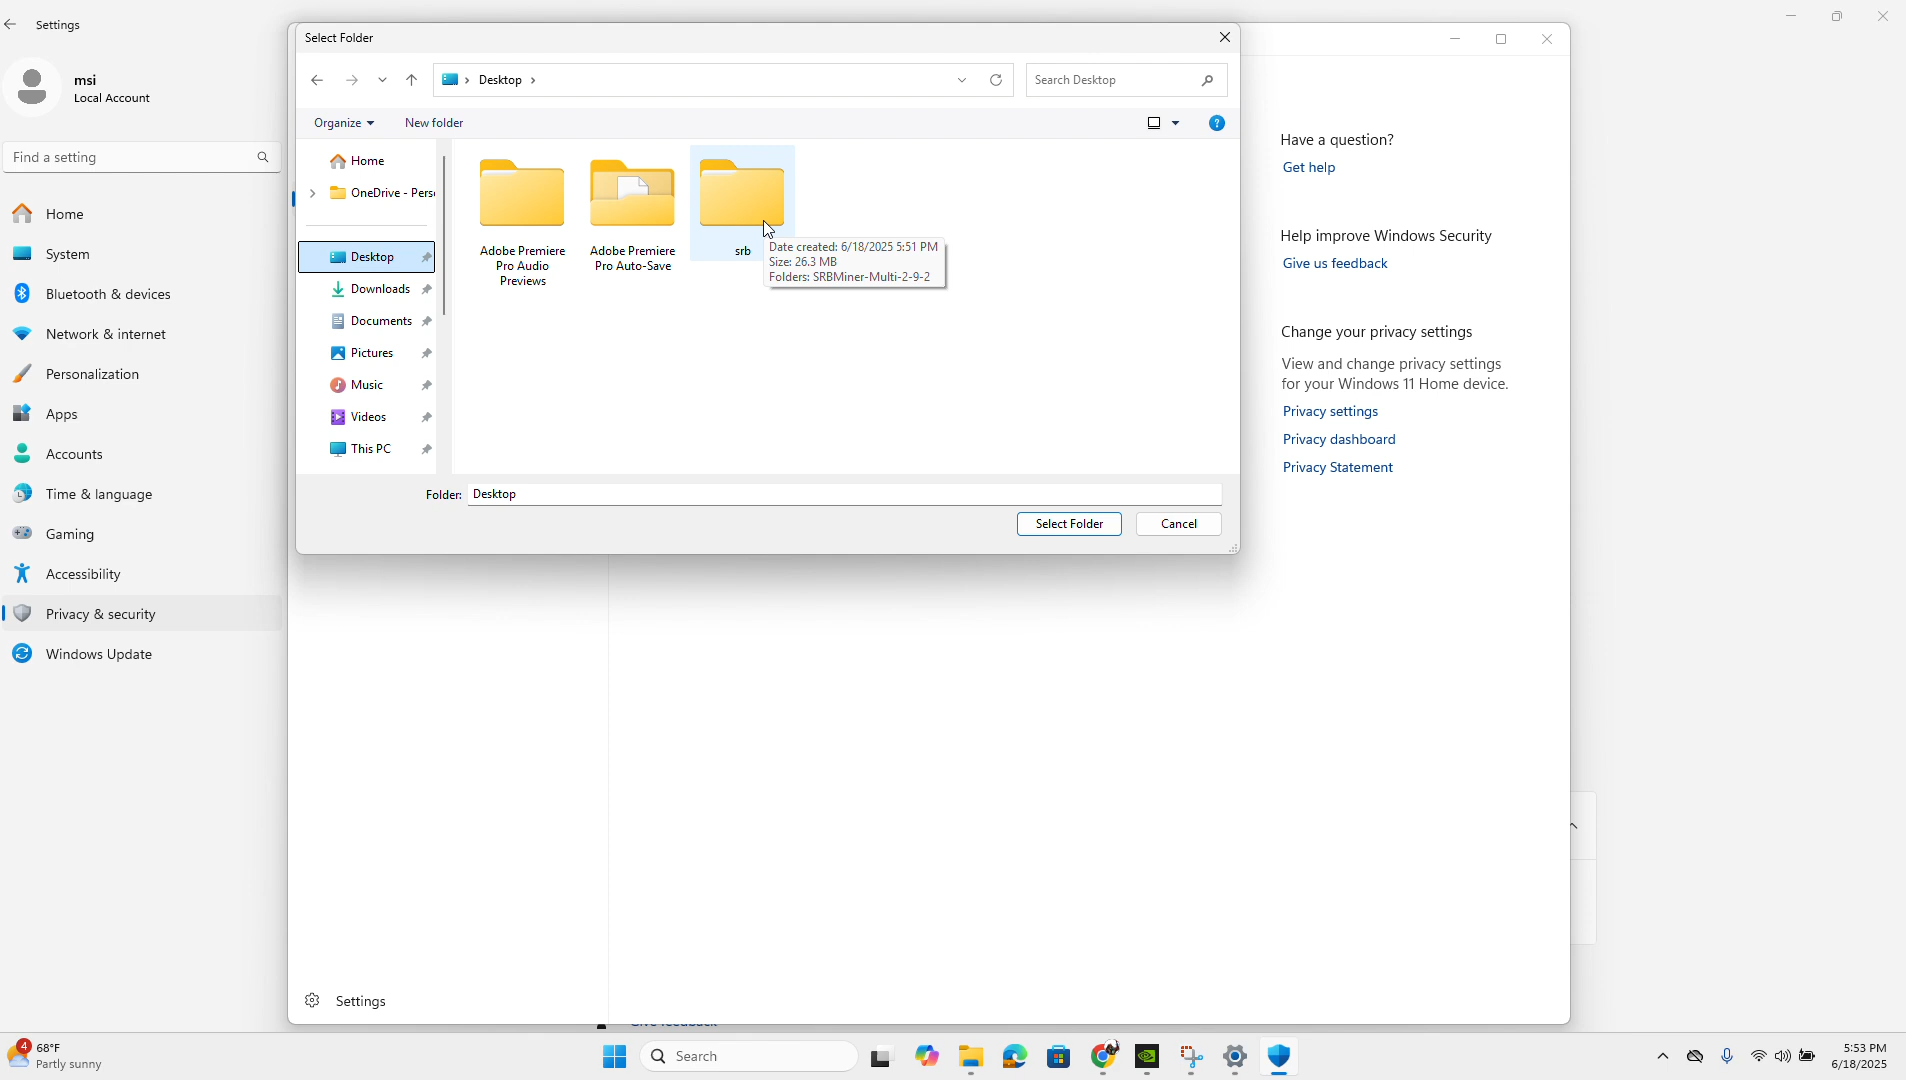 Settings
msi
Local Account
Find a setting
Home
System
Bluetooth & devices
Network & internet
Personalization
Apps
Accounts
Time & language
Gaming
Accessibility
Privacy & security
Windows Update
Select Folder
Desktop
Search Desktop
Organize
New folder
?
Home
OneDrive - Pers
Desktop
Downloads
Documents
Pictures
Music
Videos
This PC
Adobe Premiere
Pro Audio
Previews
Adobe Premiere
Pro Auto-Save
srb
Date created: 6/18/2025 5:51 PM
Size: 26.3 MB
Folders: SRBMiner-Multi-2-9-2
Folder: Desktop
Select Folder
Cancel
Have a question?
Get help
Help improve Windows Security
Give us feedback
Change your privacy settings
View and change privacy settings
for your Windows 11 Home device.
Privacy settings
Privacy dashboard
Privacy Statement
Settings
4
68°F
Partly sunny
Search
5:53 PM
6/18/2025